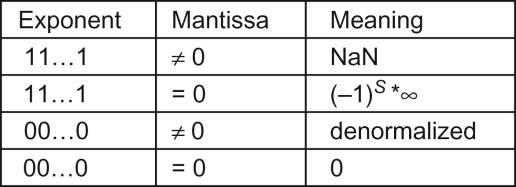 Exponent Mantissa Meaning
11…1 ≠ 0 NaN
11…1 = 0 (–1)^S *∞
00…0 ≠ 0 denormalized
00…0 = 0 0